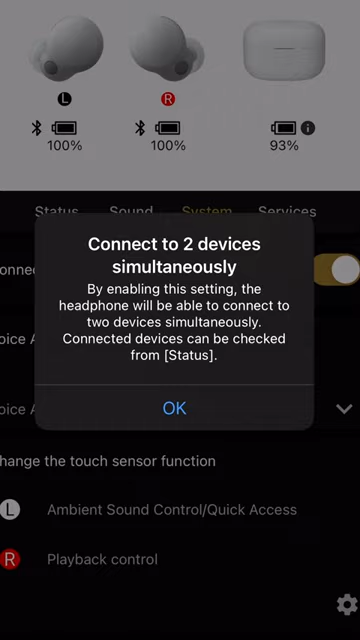 L
R
100%
100%
93%
Status
Sound
System
Services
Connect to 2 devices
simultaneously
By enabling this setting, the
headphone will be able to connect to
two devices simultaneously.
Connected devices can be checked
from [Status].
OK
hange the touch sensor function
L Ambient Sound Control/Quick Access
R Playback control